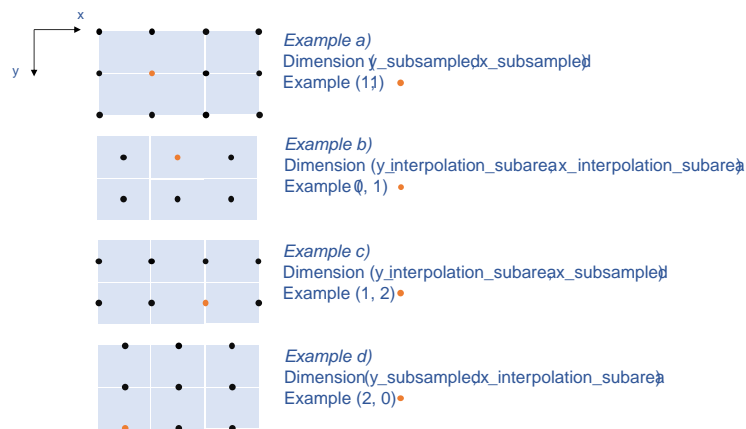 x
y
Example a)
Dimension (y_subsampled, x_subsampled)
Example (1, 1)
Example b)
Dimension (y_interpolation_subarea, x_interpolation_subarea)
Example (0, 1)
Example c)
Dimension (y_interpolation_subarea, x_subsampled)
Example (1, 2)
Example d)
Dimension (y_subsampled, x_interpolation_subarea)
Example (2, 0)